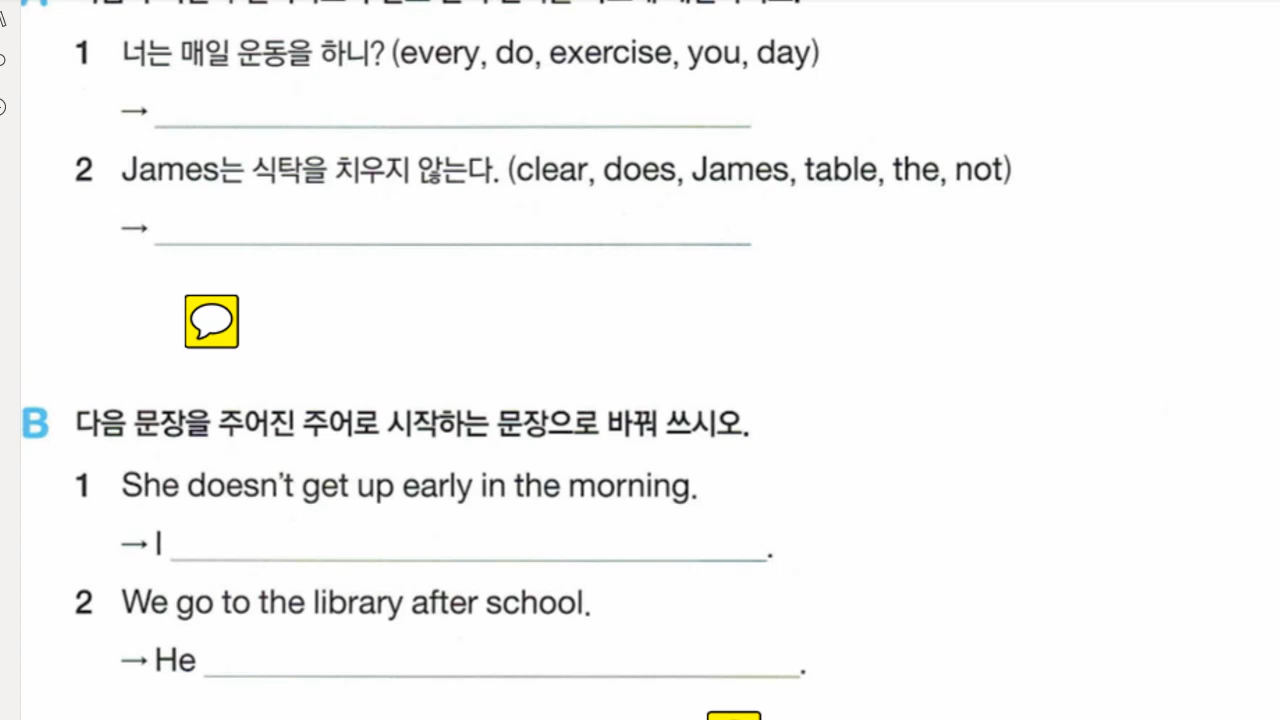 1 너는 매일 운동을 하니? (every, do, exercise, you, day)
→
2 James는 식탁을 치우지 않는다. (clear, does, James, table, the, not)
→
B 다음 문장을 주어진 주어로 시작하는 문장으로 바꿔 쓰시오.
1 She doesn't get up early in the morning.
→ I .
2 We go to the library after school.
→ He .